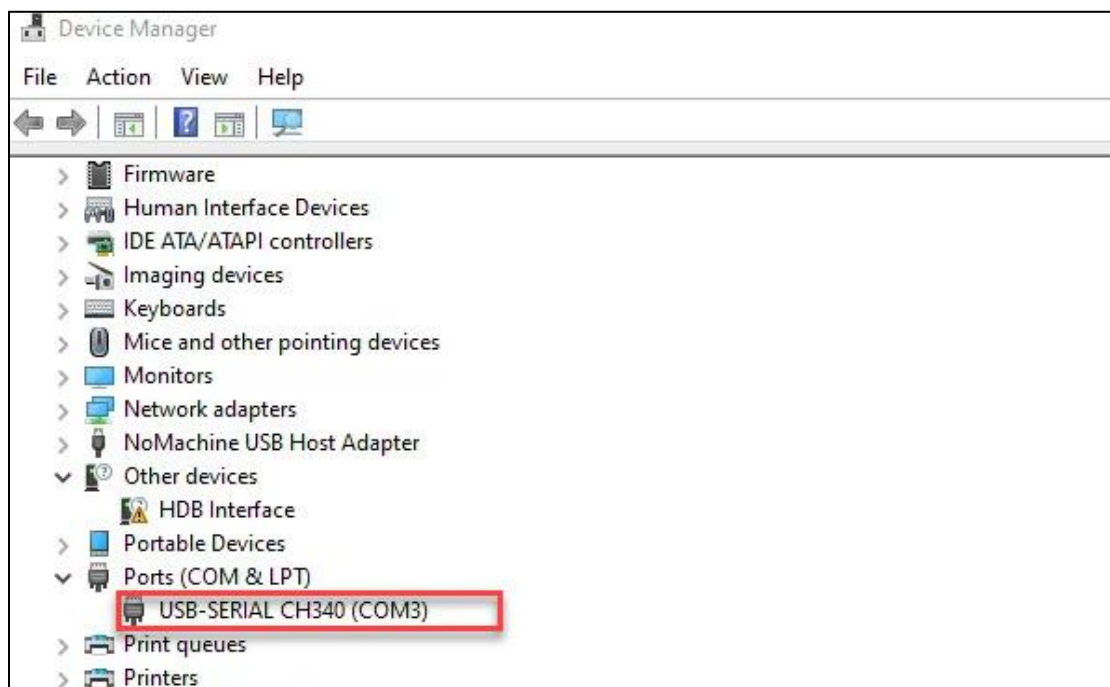 Device Manager
File Action View Help
Firmware
Human Interface Devices
IDE ATA/ATAPI controllers
Imaging devices
Keyboards
Mice and other pointing devices
Monitors
Network adapters
NoMachine USB Host Adapter
Other devices
HDB Interface
Portable Devices
Ports (COM & LPT)
USB-SERIAL CH340 (COM3)
Print queues
Printers